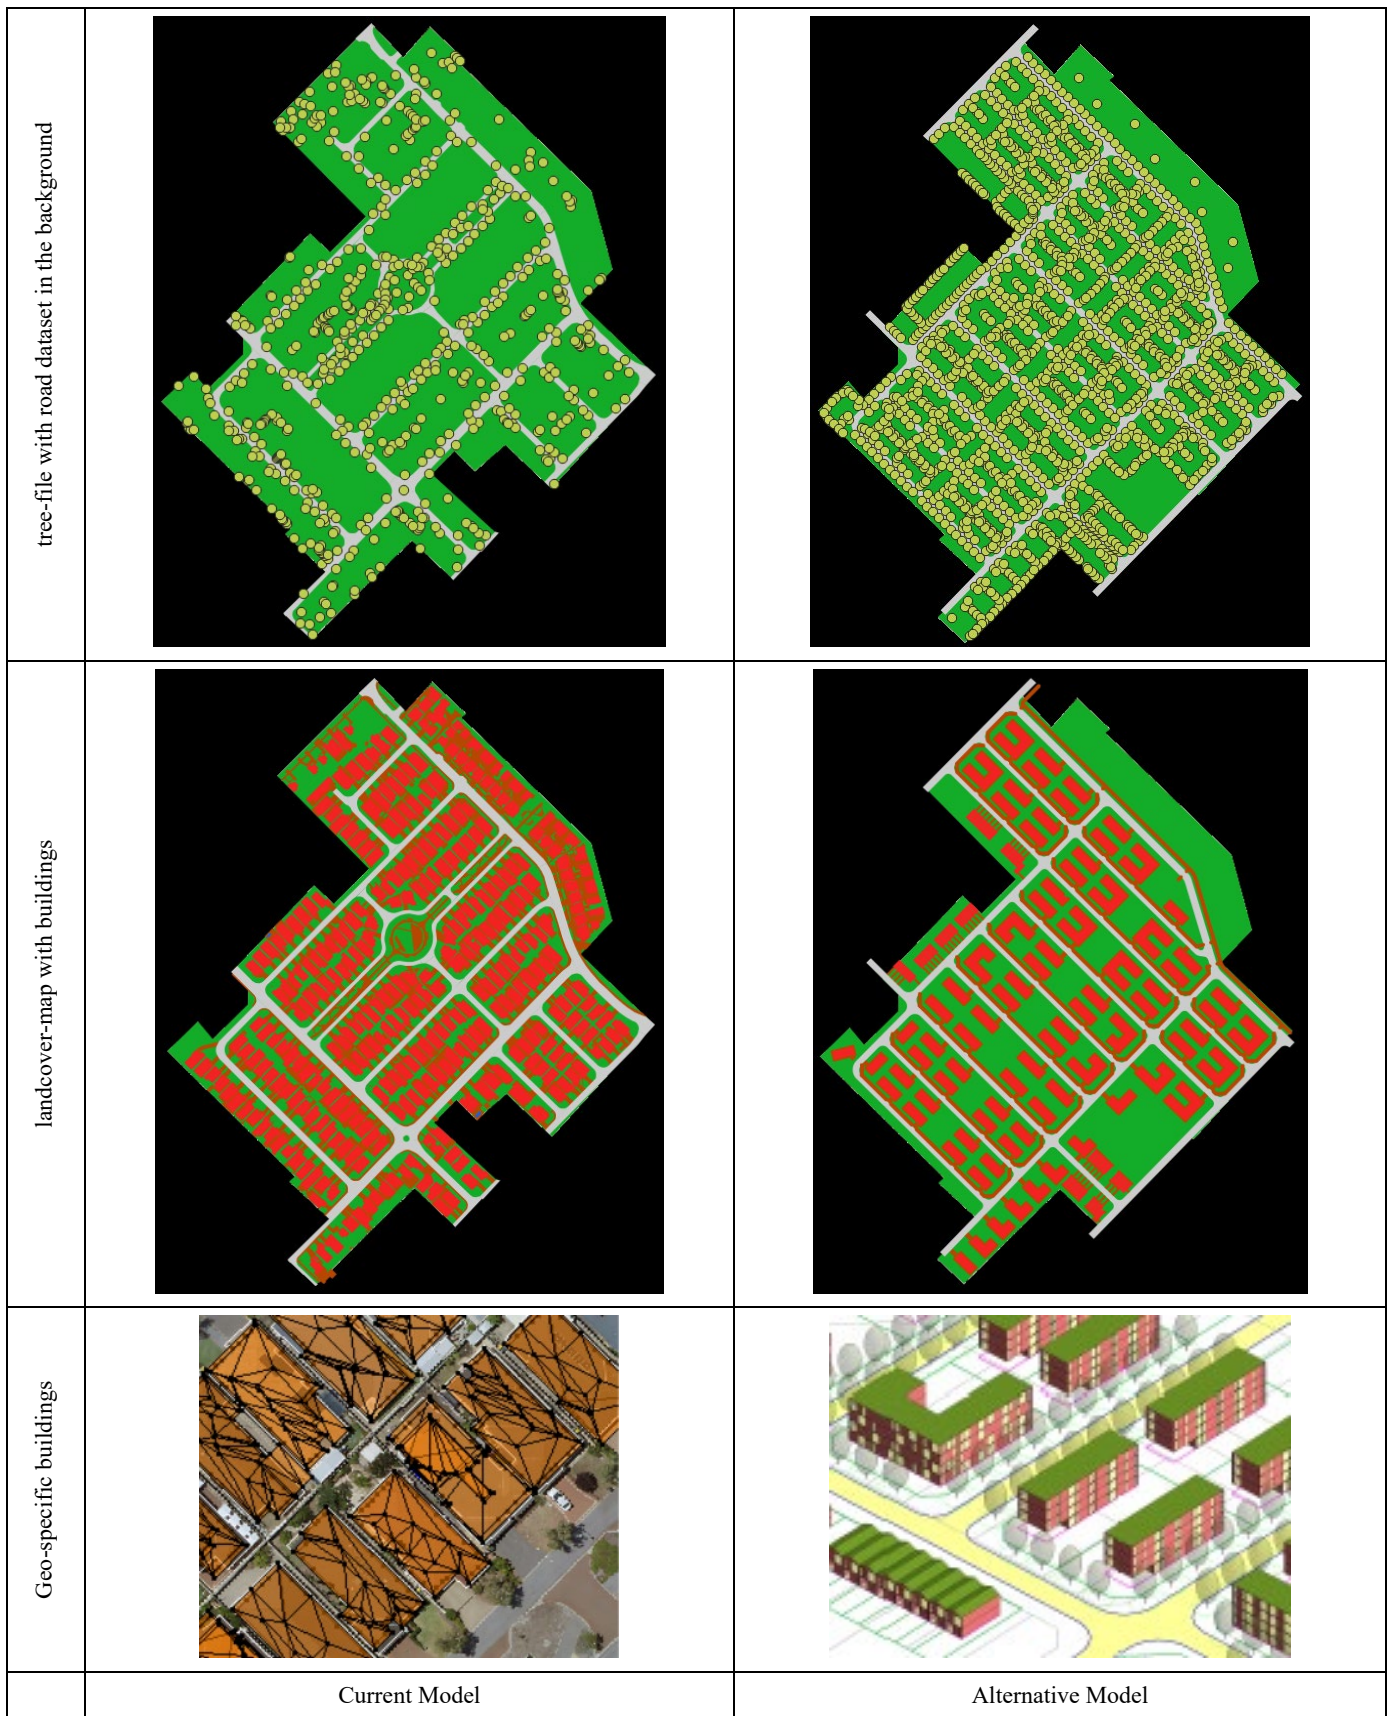 tree-file with road dataset in the background
landcover-map with buildings
Geo-specific buildings
Current Model
Alternative Model